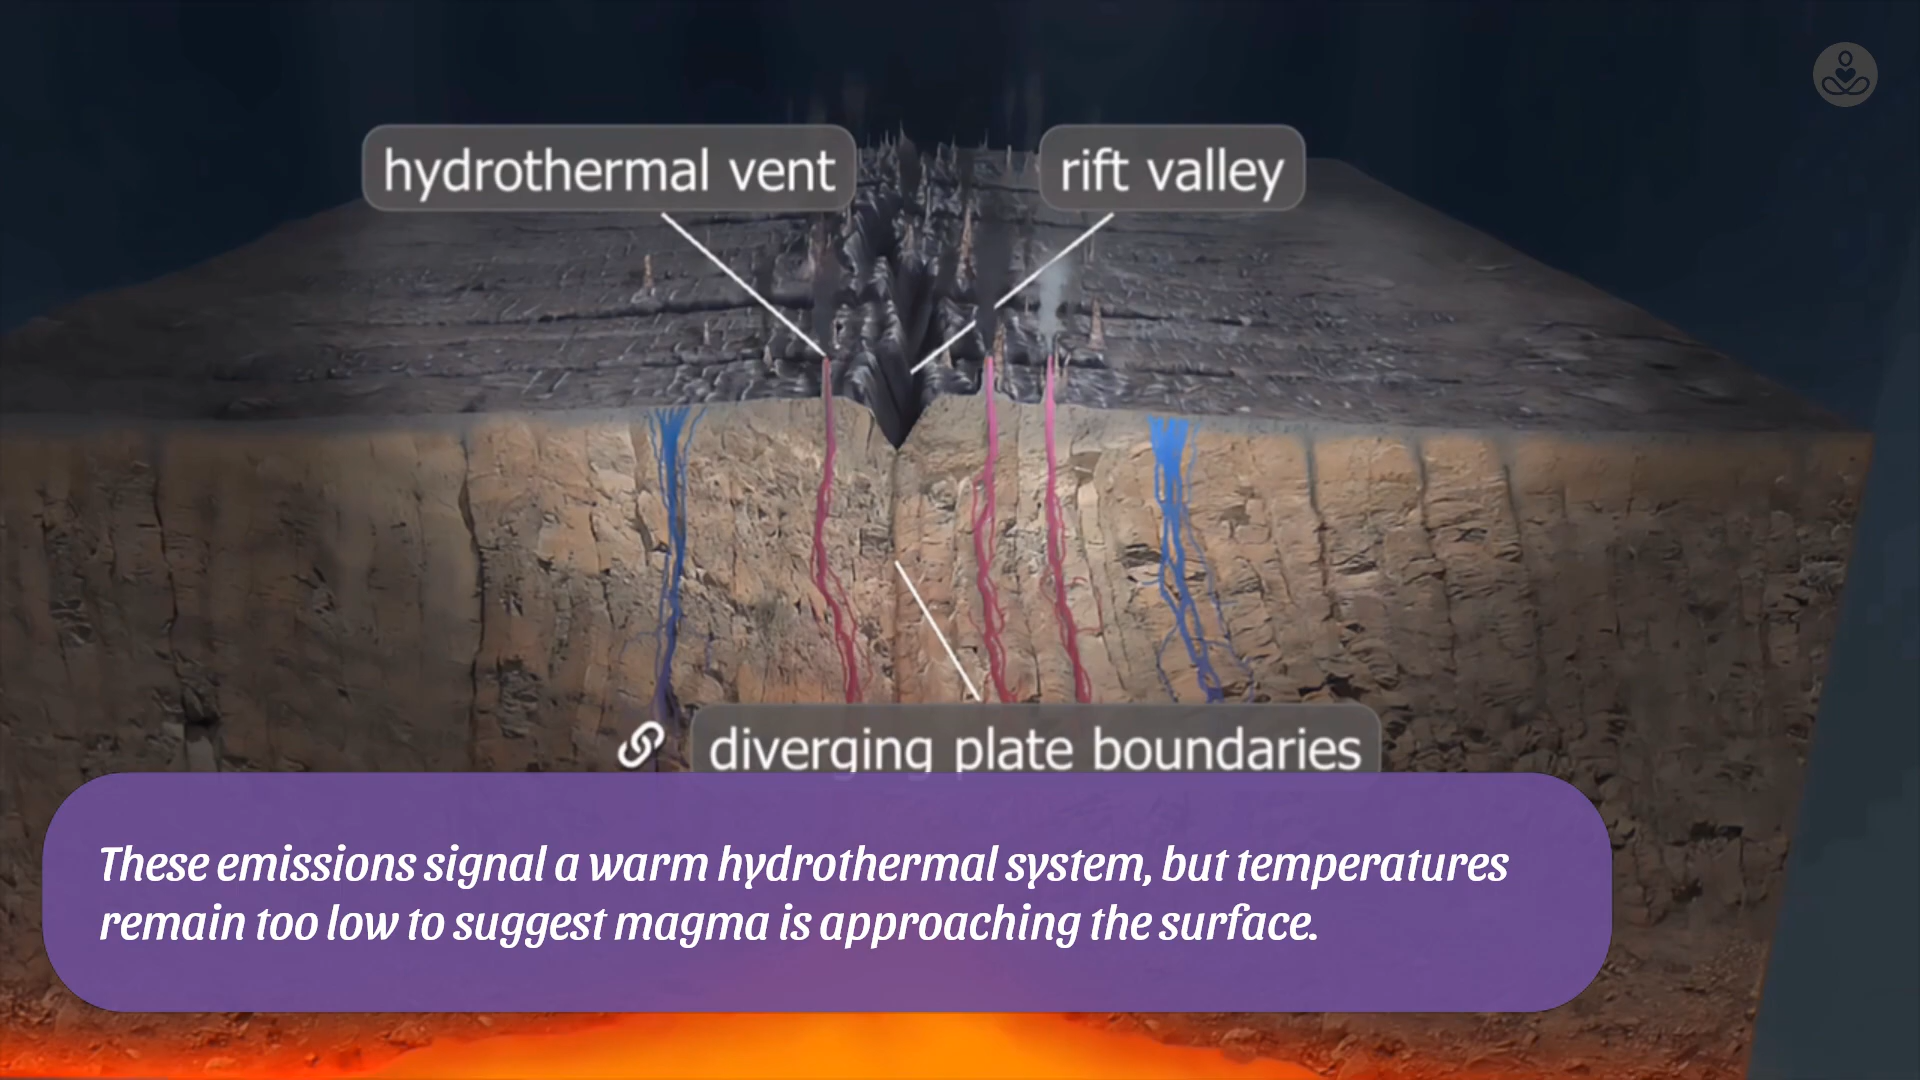 hydrothermal vent
rift valley
diverging plate boundaries
These emissions signal a warm hydrothermal system, but temperatures
remain too low to suggest magma is approaching the surface.